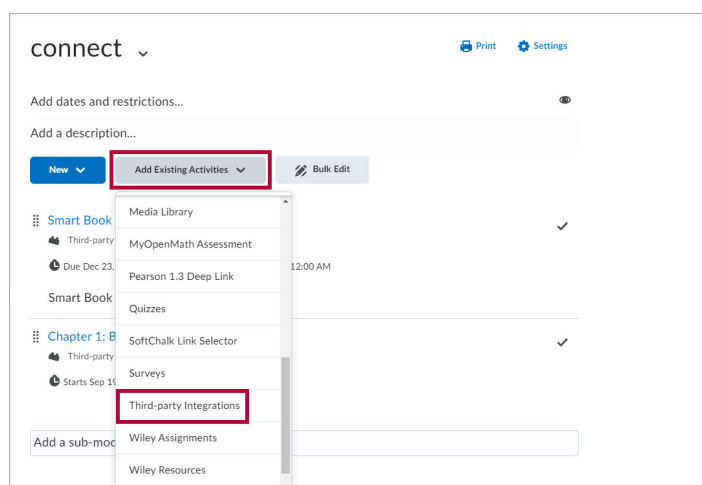 connect
Print Settings
Add dates and restrictions...
Add a description...
New Add Existing Activities Bulk Edit
Media Library
Smart Book
Third-party
MyOpenMath Assessment
Due Dec 23, 12:00 AM
Pearson 1.3 Deep Link
Smart Book
Quizzes
Chapter 1: B
SoftChalk Link Selector
Third-party
Surveys
Starts Sep 19
Third-party Integrations
Add a sub-mod
Wiley Assignments
Wiley Resources